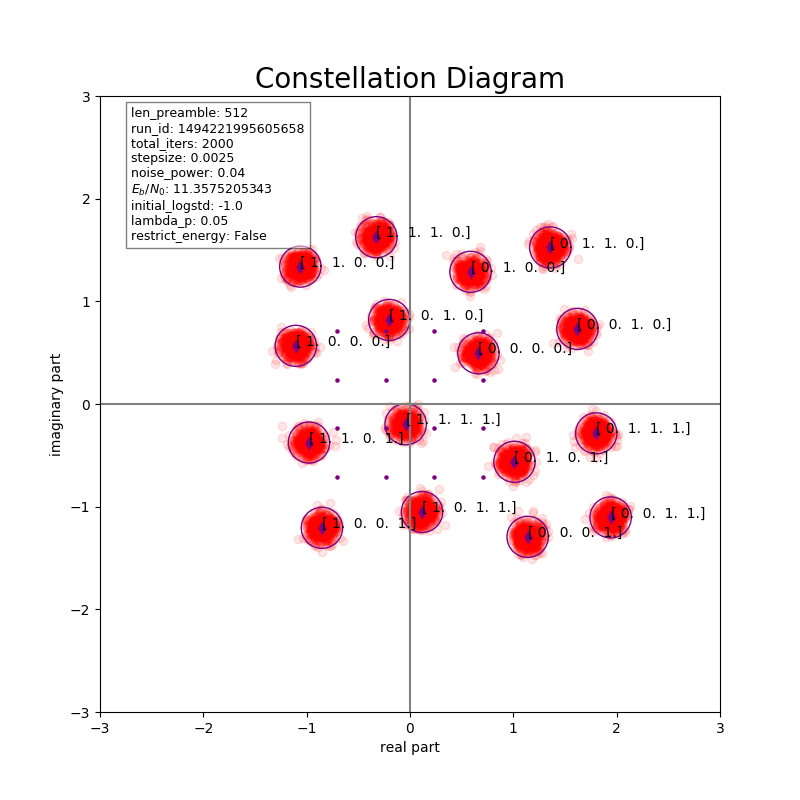 Constellation Diagram
len_preamble: 512
run_id: 1494221995605658
total_iters: 2000
stepsize: 0.0025
noise_power: 0.04
E_b/N_0: 11.3575205343
initial_logstd: -1.0
lambda_p: 0.05
restrict_energy: False
3
2
1
0
−1
−2
−3
imaginary part
[ 1. 1. 1. 0.]
[ 0. 1. 1. 0.]
[ 1. 1. 0. 0.]
[ 0. 1. 0. 0.]
[ 1. 0. 1. 0.]
[ 0. 0. 1. 0.]
[ 1. 0. 0. 0.]
[ 0. 0. 0. 0.]
[ 1. 1. 1. 1.]
[ 0. 1. 1. 1.]
[ 1. 1. 0. 1.]
[ 0. 1. 0. 1.]
[ 1. 0. 1. 1.]
[ 0. 0. 1. 1.]
[ 1. 0. 0. 1.]
[ 0. 0. 0. 1.]
−3 −2 −1 0 1 2 3
real part